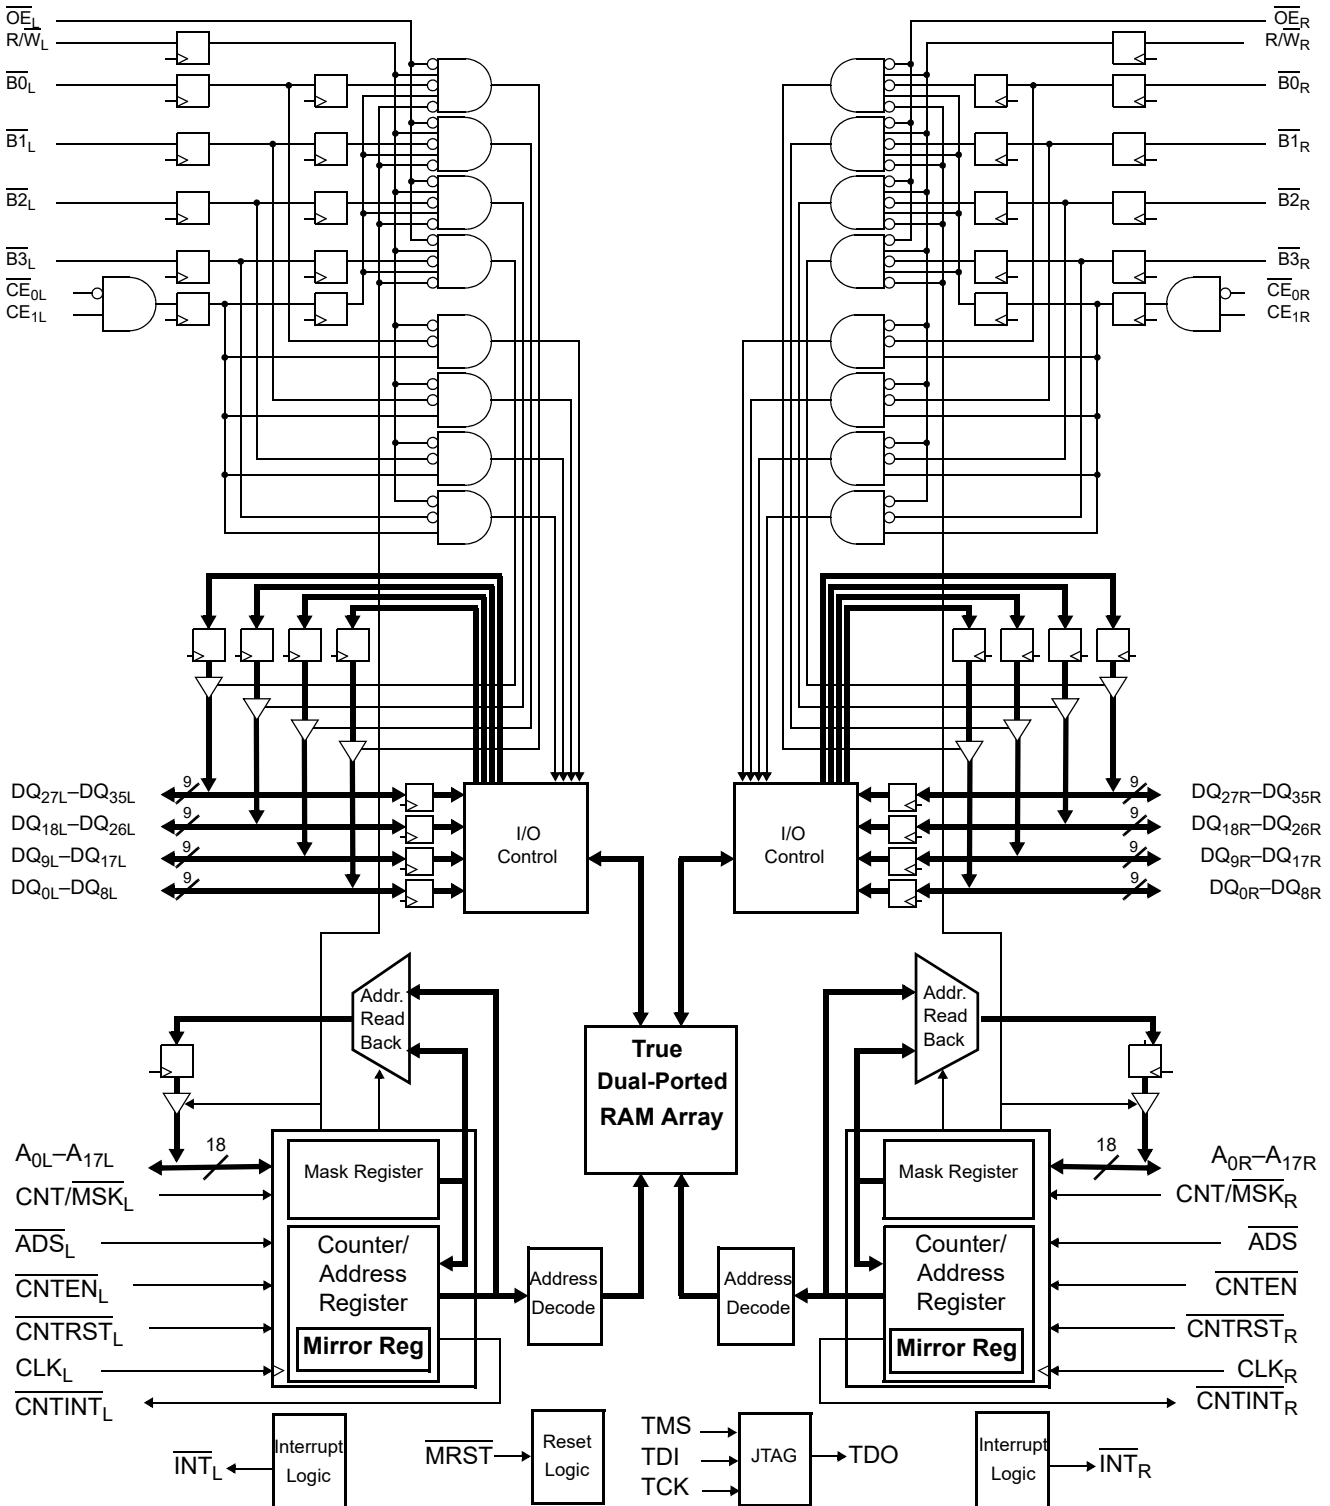 OE_L
R/W_L
B0_L
B1_L
B2_L
B3_L
CE_0L
CE_1L
OE_R
R/W_R
B0_R
B1_R
B2_R
B3_R
CE_0R
CE_1R
DQ_27L–DQ_35L
9
DQ_18L–DQ_26L
9
DQ_9L–DQ_17L
9
DQ_0L–DQ_8L
9
I/O
Control
I/O
Control
9
DQ_27R–DQ_35R
9
DQ_18R–DQ_26R
9
DQ_9R–DQ_17R
9
DQ_0R–DQ_8R
Addr.
Read
Back
True
Dual-Ported
RAM Array
Addr.
Read
Back
A_0L–A_17L
18
CNT/MSK_L
ADS_L
CNTEN_L
CNTRST_L
CLK_L
CNTINT_L
Mask Register
Counter/
Address
Register
Mirror Reg
Address
Decode
Address
Decode
Mask Register
Counter/
Address
Register
Mirror Reg
18
A_0R–A_17R
CNT/MSK_R
ADS
CNTEN
CNTRST_R
CLK_R
CNTINT_R
INT_L
Interrupt
Logic
MRST
Reset
Logic
TMS
TDI
TCK
JTAG
TDO
Interrupt
Logic
INT_R